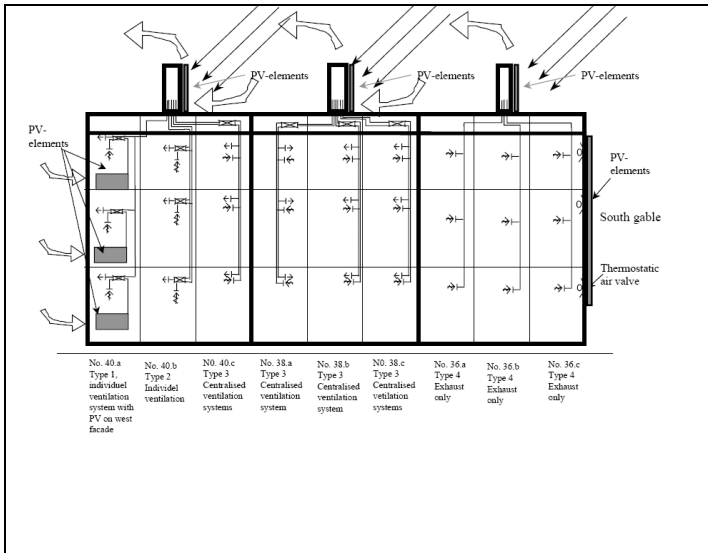 PV-elements
PV-elements
PV-elements
PV-
elements
PV-
elements
South gable
Thermostatic
air valve
No. 40.a
Type 1,
individuel
ventilation
system with
PV on west
facade
No. 40.b
Type 2
Individel
ventilation
N0. 40.c
Type 3
Centralised
ventilation
systems
No. 38.a
Type 3
Centralised
ventilation
system
No. 38.b
Type 3
Centralised
ventilation
system
N0. 38.c
Type 3
Centralised
vetilation
systems
No. 36.a
Type 4
Exhaust
only
No. 36.b
Type 4
Exhaust
only
No. 36.c
Type 4
Exhaust
only